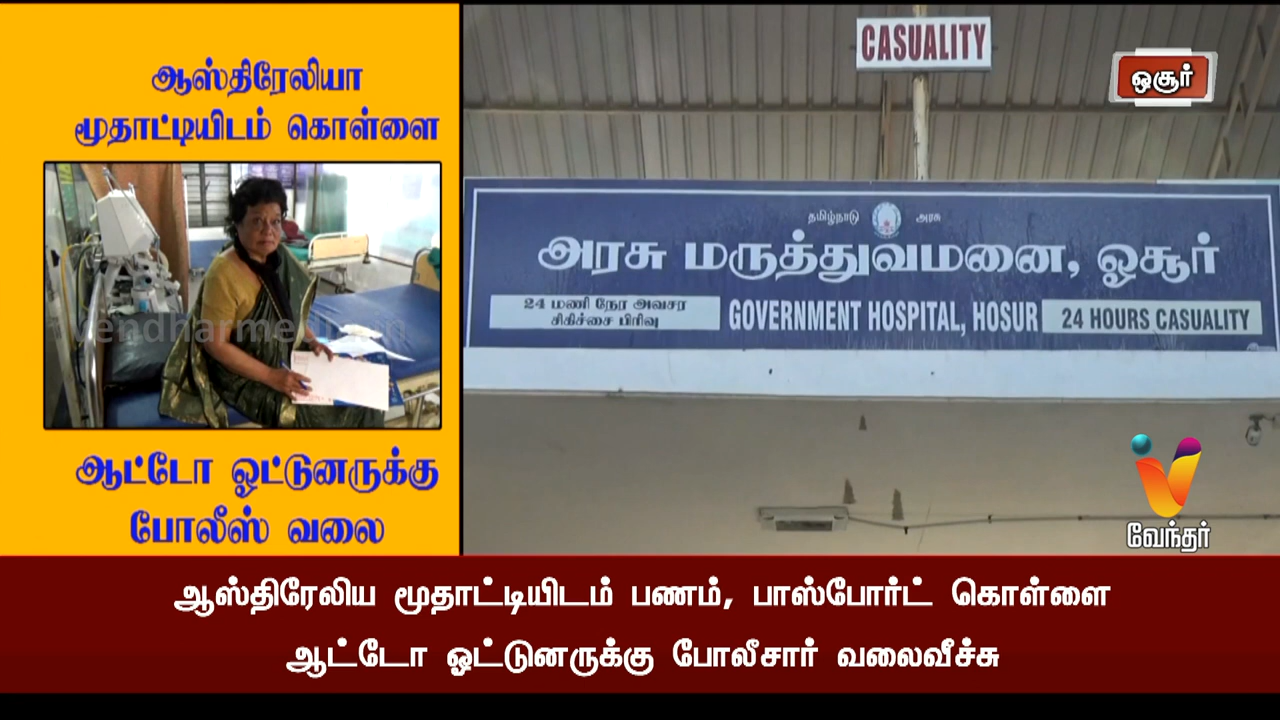 ஆஸ்திரேலியா
மூதாட்டியிடம் கொள்ளை
vendharmedia
ஆட்டோ ஓட்டுனருக்கு
போலீஸ் வலை
CASUALITY
ஒசூர்
தமிழ்நாடு அரசு
அரசு மருத்துவமனை, ஓசூர்
24 மணி நேர அவசர
சிகிச்சை பிரிவு
GOVERNMENT HOSPITAL, HOSUR
24 HOURS CASUALITY
வேந்தர்
ஆஸ்திரேலிய மூதாட்டியிடம் பணம், பாஸ்போர்ட் கொள்ளை
ஆட்டோ ஓட்டுனருக்கு போலீசார் வலைவீச்சு